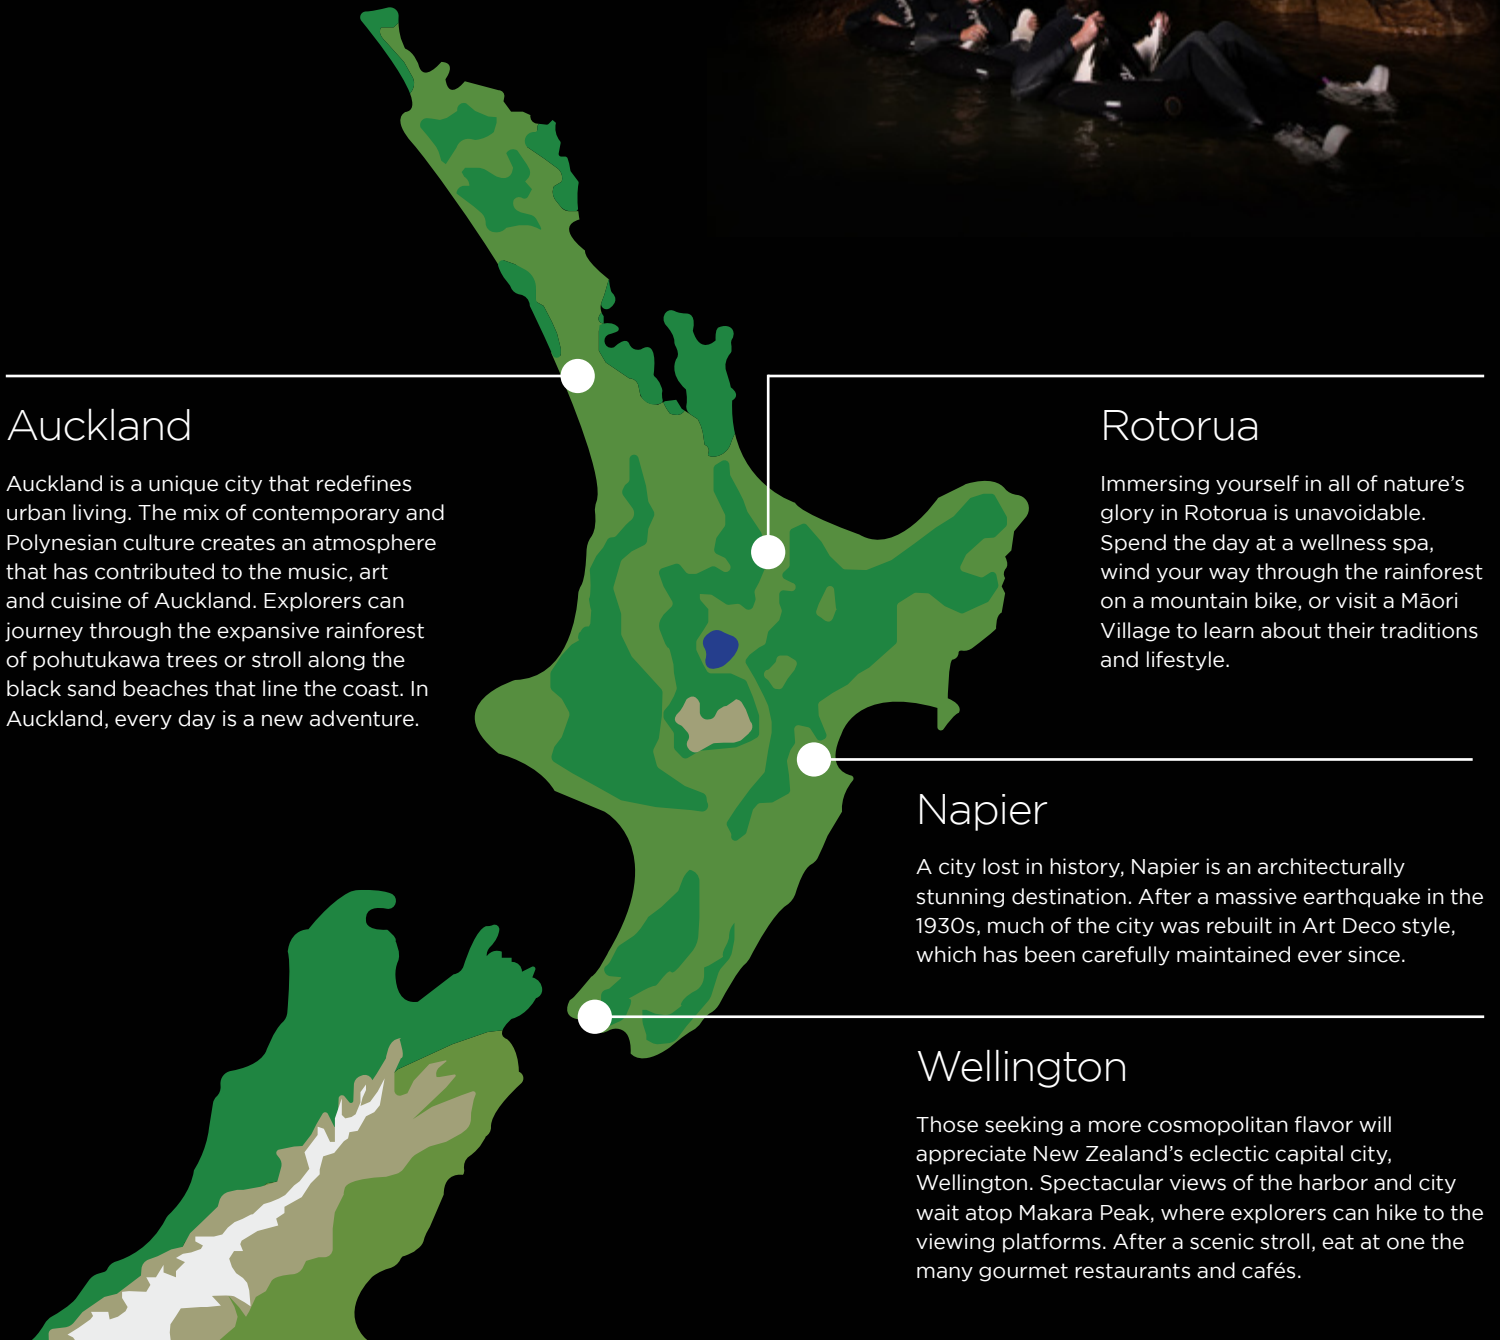 Auckland
Auckland is a unique city that redefines
urban living. The mix of contemporary and
Polynesian culture creates an atmosphere
that has contributed to the music, art
and cuisine of Auckland. Explorers can
journey through the expansive rainforest
of pohutukawa trees or stroll along the
black sand beaches that line the coast. In
Auckland, every day is a new adventure.
Rotorua
Immersing yourself in all of nature’s
glory in Rotorua is unavoidable.
Spend the day at a wellness spa,
wind your way through the rainforest
on a mountain bike, or visit a Māori
Village to learn about their traditions
and lifestyle.
Napier
A city lost in history, Napier is an architecturally
stunning destination. After a massive earthquake in the
1930s, much of the city was rebuilt in Art Deco style,
which has been carefully maintained ever since.
Wellington
Those seeking a more cosmopolitan flavor will
appreciate New Zealand’s eclectic capital city,
Wellington. Spectacular views of the harbor and city
wait atop Makara Peak, where explorers can hike to the
viewing platforms. After a scenic stroll, eat at one the
many gourmet restaurants and cafés.